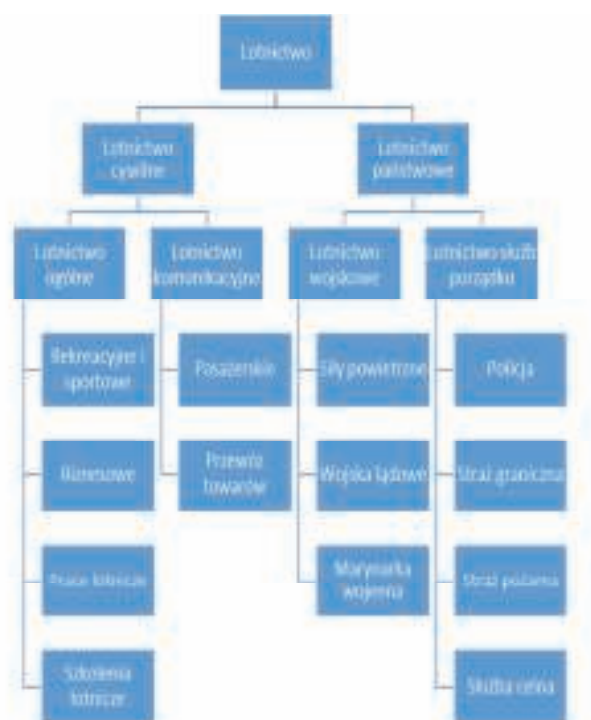 Lotnictwo
Lotnictwo
cywilne
Lotnictwo
państwowe
Lotnictwo
ogólne
Lotnictwo
komunikacyjne
Lotnictwo
wojskowe
Lotnictwo służb
porządku
Rekreacyjne i
sportowe
Pasażerskie
Siły powietrzne
Policja
Biznesowe
Przewóz
towarów
Wojska lądowe
Straż graniczna
Prace lotnicze
Marynarka
wojenna
Straż pożarna
Szkolenia
lotnicze
Służba celna